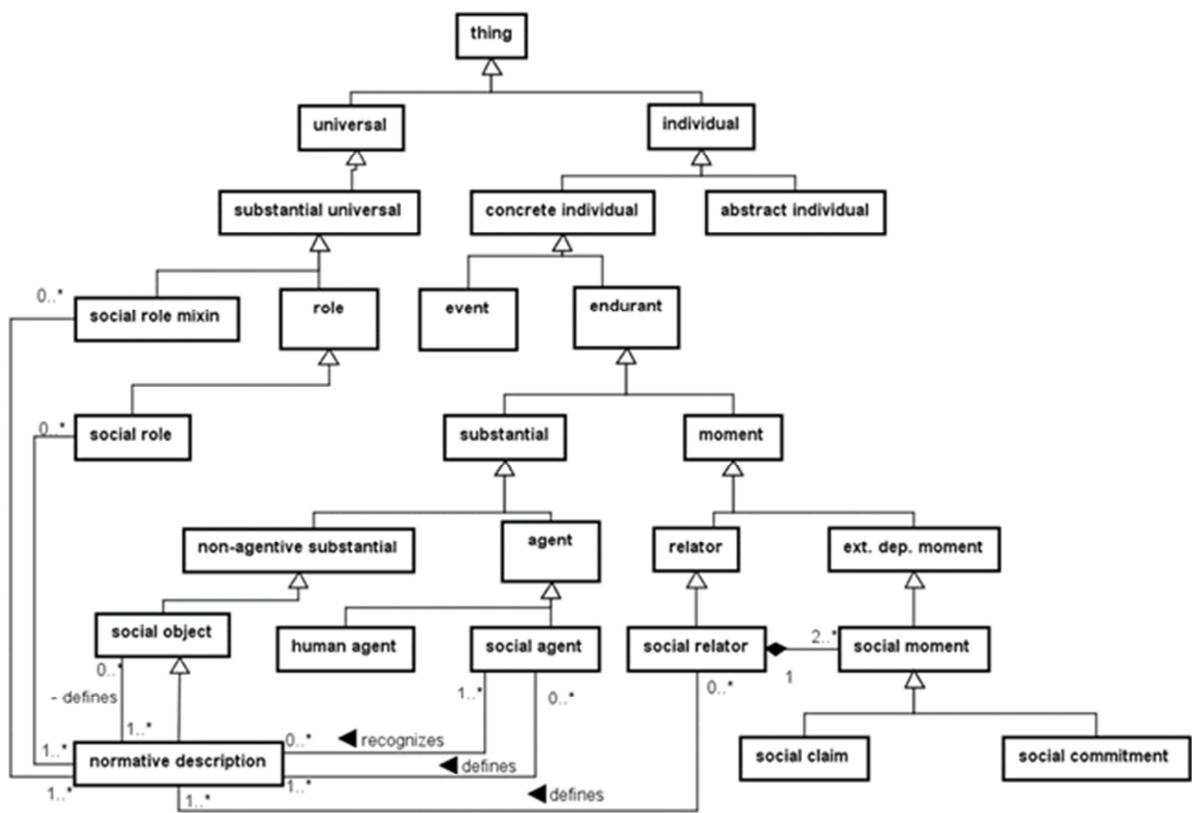 thing
universal
individual
substantial universal
concrete individual
abstract individual
0..*
social role mixin
role
event
endurant
0..*
social role
substantial
moment
non-agentive substantial
agent
relator
ext. dep. moment
social object
human agent
social agent
social relator
2..*
social moment
1
0..*
1..*
0..*
0..*
- defines
1..*
0..*
recognizes
1..*
normative description
social claim
social commitment
defines
1..*
1..*
1..*
defines